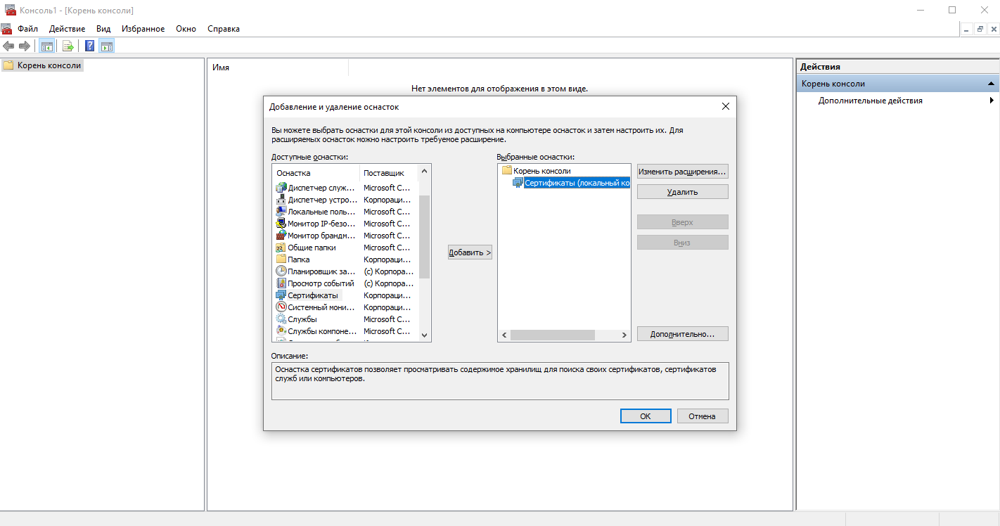 Консоль1 - [Корень консоли]
Файл Действие Вид Избранное Окно Справка
Корень консоли
Имя
Нет элементов для отображения в этом виде.
Действия
Корень консоли
Дополнительные действия
Добавление и удаление оснасток
Вы можете выбрать оснастки для этой консоли из доступных на компьютере оснасток и затем настроить их. Для
расширяемых оснасток можно настроить требуемое расширение.
Доступные оснастки:
Оснастка Поставщик
Диспетчер служ... Microsoft C...
Диспетчер устро... Корпораци...
Локальные поль... Microsoft C...
Монитор IP-безо... Microsoft C...
Монитор брандм... Microsoft C...
Общие папки Microsoft C...
Папка Корпораци...
Планировщик за... (c) Корпора...
Просмотр событий (c) Корпора...
Сертификаты Корпораци...
Системный мони... Корпораци...
Службы Microsoft C...
Службы компоне... Microsoft C...
Добавить >
Выбранные оснастки:
Корень консоли
Сертификаты (локальный ко
Изменить расширения...
Удалить
Вверх
Вниз
Дополнительно...
Описание:
Оснастка сертификатов позволяет просматривать содержимое хранилищ для поиска своих сертификатов, сертификатов
служб или компьютеров.
ОК Отмена